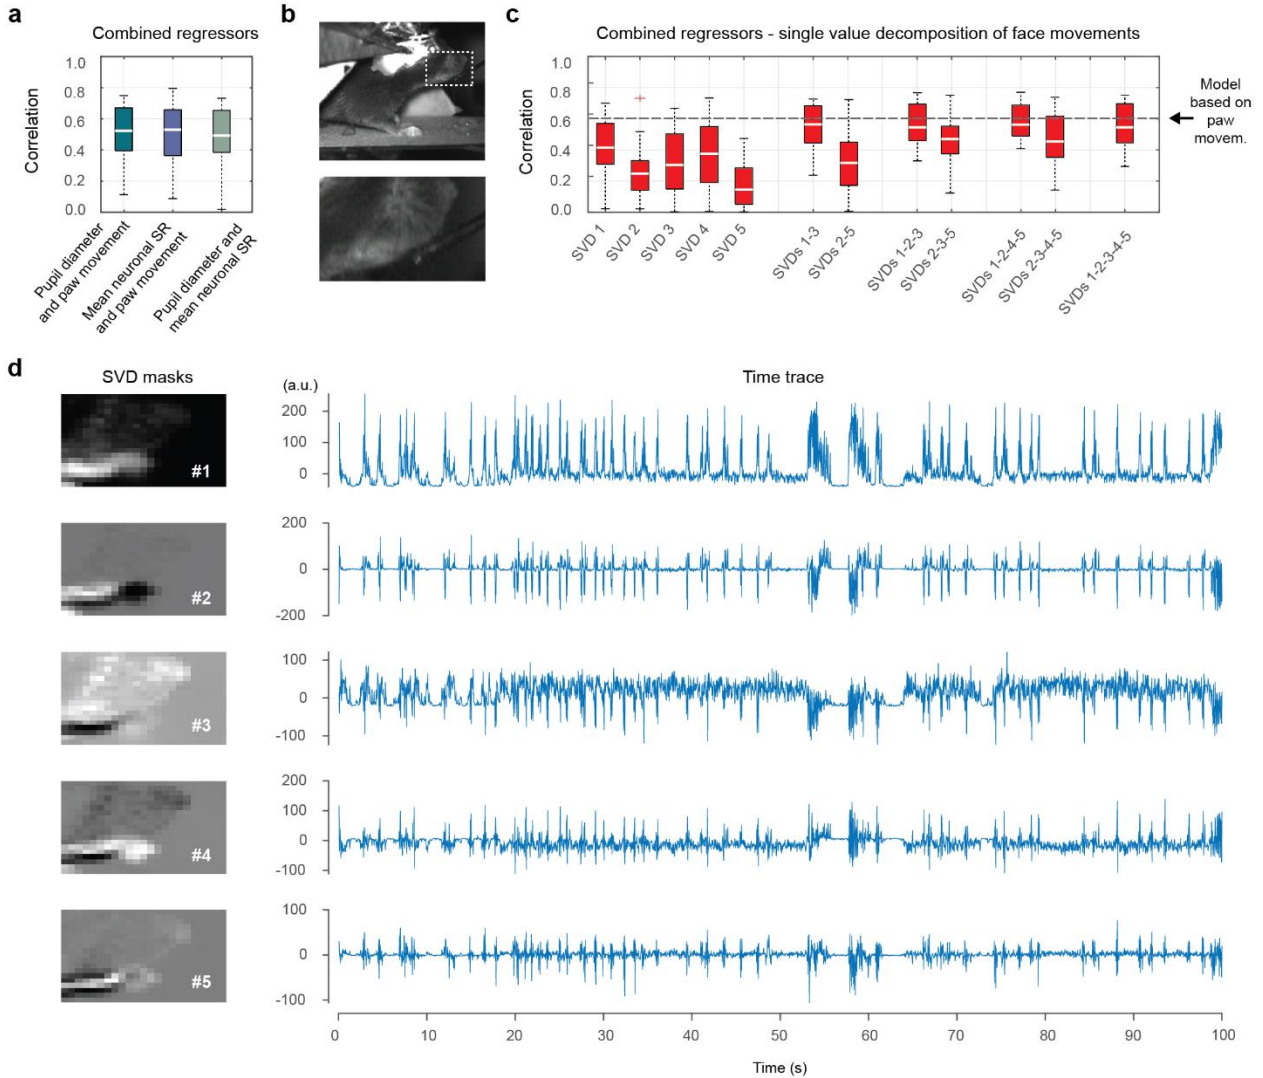 a
Combined regressors
1.0
0.8
0.6
0.4
0.2
0.0
Correlation
Pupil diameter
and paw movement
Mean neuronal SR
and paw movement
Pupil diameter and
mean neuronal SR
b
c
Combined regressors - single value decomposition of face movements
1.0
0.8
0.6
0.4
0.2
0.0
Correlation
Model
based on
paw
movem.
SVD 1
SVD 2
SVD 3
SVD 4
SVD 5
SVDs 1-3
SVDs 2-5
SVDs 1-2-3
SVDs 2-3-5
SVDs 1-2-4-5
SVDs 2-3-4-5
SVDs 1-2-3-4-5
d
SVD masks
Time trace
(a.u.)
#1
200
100
0
#2
200
0
-200
#3
100
0
-100
#4
200
100
0
-100
#5
100
0
-100
0
10
20
30
40
50
60
70
80
90
100
Time (s)